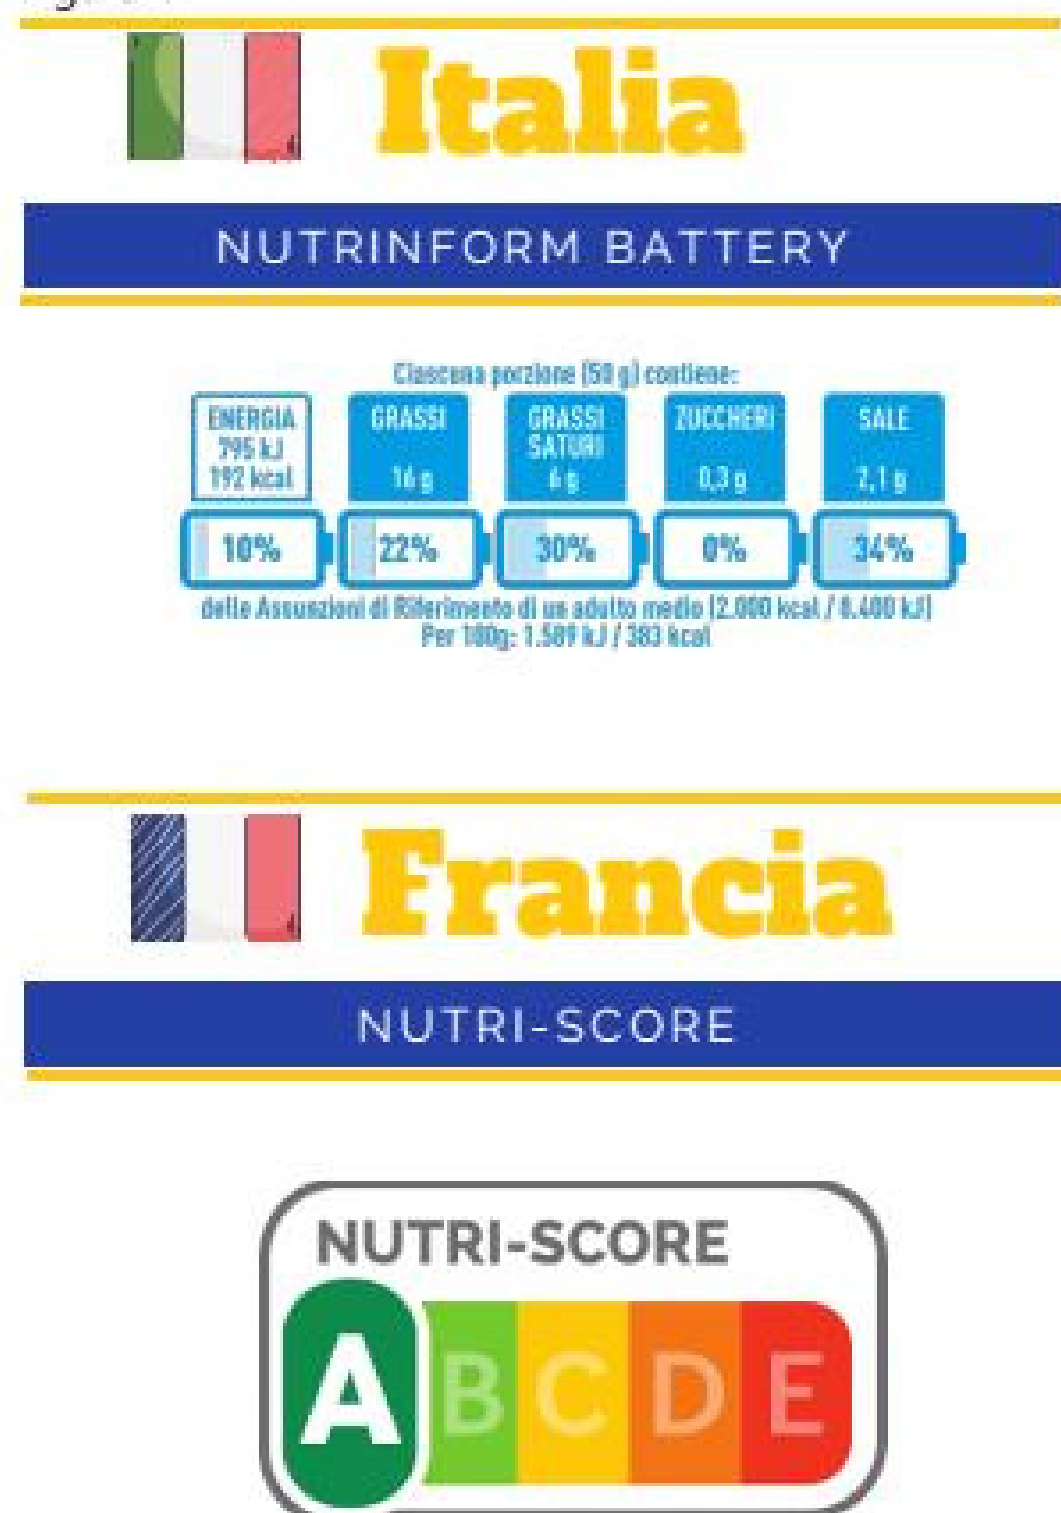 Italia
NUTRINFORM BATTERY
Ciascuna porzione (50 g) contiene:
ENERGIA
795 kJ
192 kcal
GRASSI
16 g
GRASSI
SATURI
6 g
ZUCCHERI
0,3 g
SALE
2,1 g
10%
22%
30%
0%
34%
delle Assunzioni di Riferimento di un adulto medio (2.000 kcal / 8.400 kJ)
Per 100g: 1.589 kJ / 383 kcal
Francia
NUTRI-SCORE
NUTRI-SCORE
A B C D E